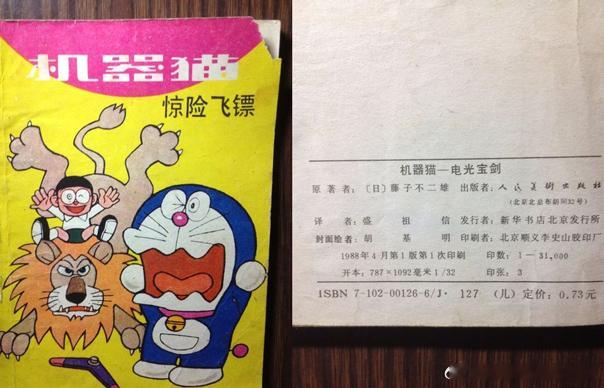 机器猫
惊险飞镖
机器猫—电光宝剑
原著者:〔日〕藤子不二雄 出版者:人民美术出版社
(北京北总布胡同32号)
译者:盛祖信 发行者:新华书店北京发行所
封面绘者:胡基明 印刷者:北京顺义李史山胶印厂
1988年4月第1版第1次印刷 印数:1—31,000
开本:787×1092毫米1/32 印张:3
ISBN 7-102-00126-6/J·127 (儿)定价:0.73元